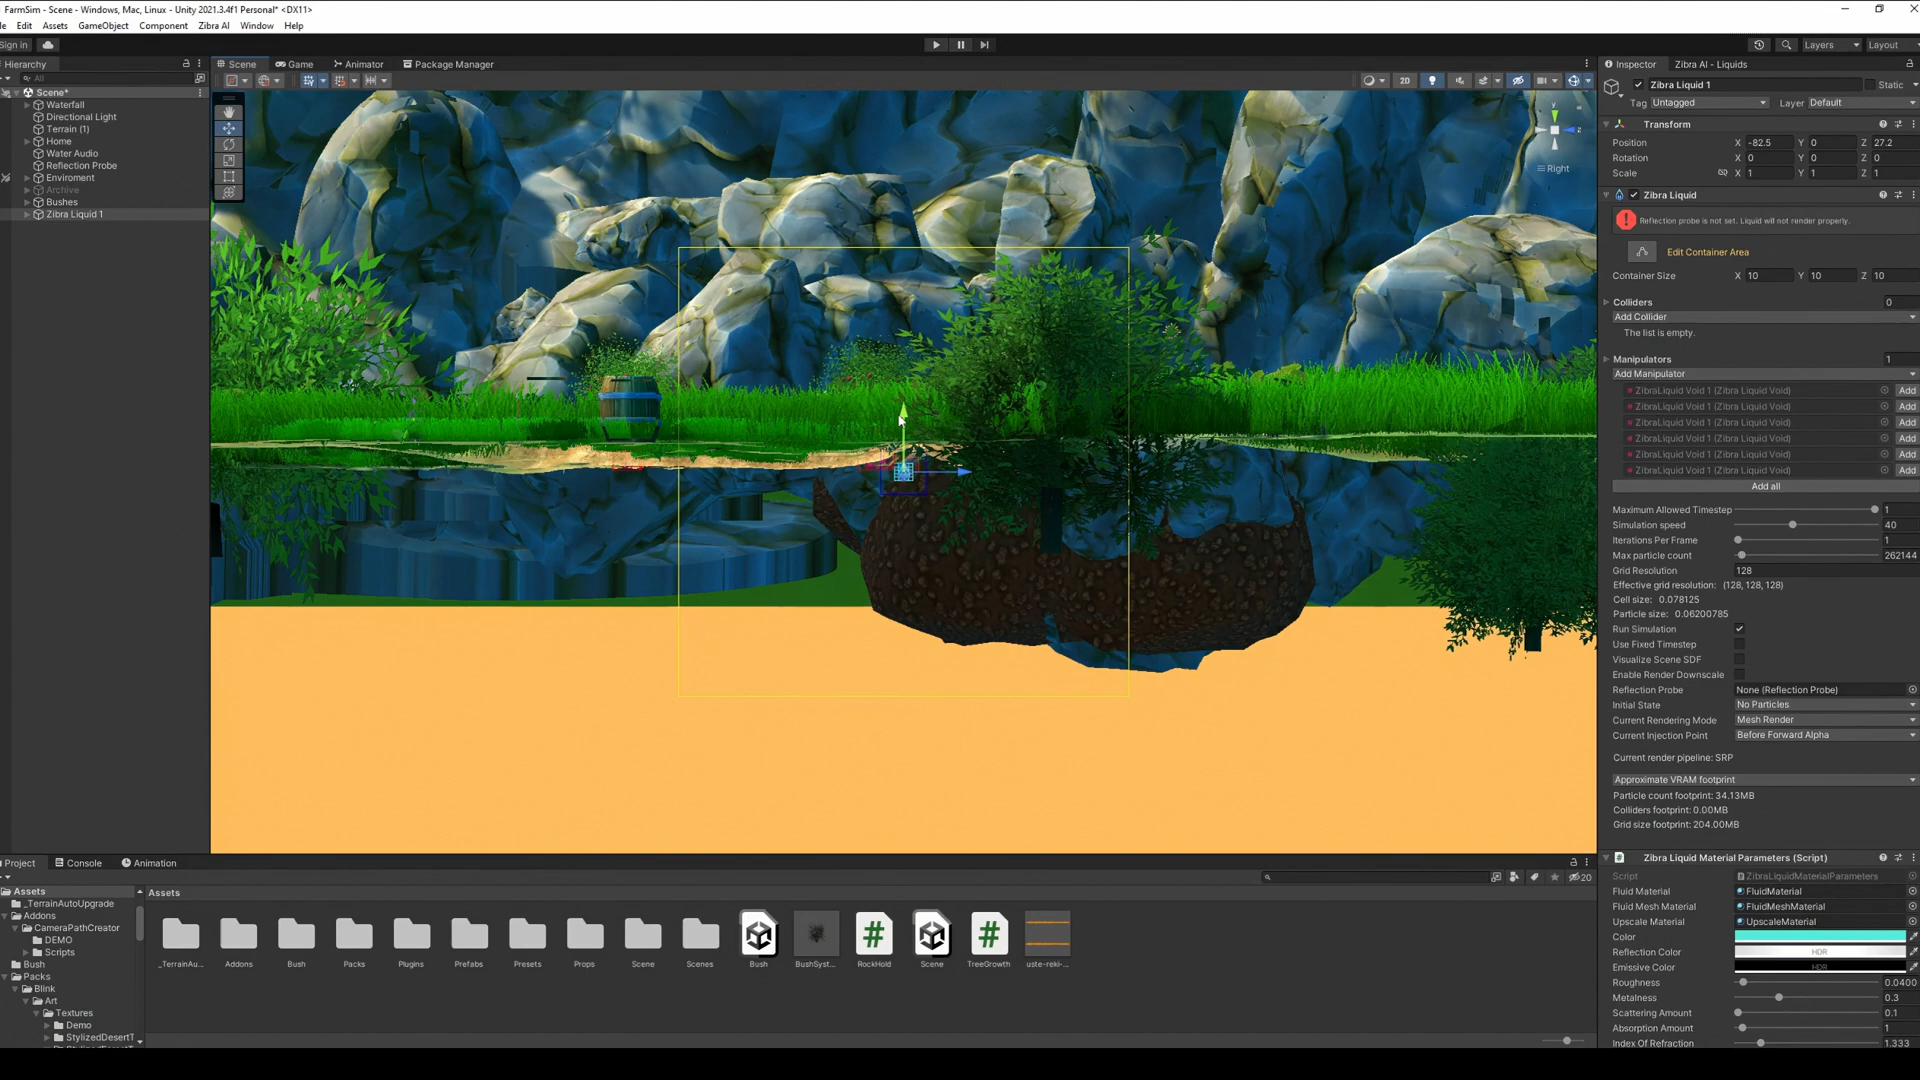 FarmSim - Scene - Windows, Mac, Linux - Unity 2021.3.4f1 Personal* <DX11>
Edit Assets GameObject Component Zibra AI Window Help
Sign in
Layers Layout
Hierarchy
All
Scene*
Waterfall
Directional Light
Terrain (1)
Home
Water Audio
Reflection Probe
Enviroment
Archive
Bushes
Zibra Liquid 1
Scene Game Animator Package Manager
2D
y
z
Right
Inspector Zibra AI - Liquids
Zibra Liquid 1 Static
Tag Untagged Layer Default
Transform
Position X -82.5 Y 0 Z 27.2
Rotation X 0 Y 0 Z 0
Scale X 1 Y 1 Z 1
Zibra Liquid
Reflection probe is not set. Liquid will not render properly.
Edit Container Area
Container Size X 10 Y 10 Z 10
Colliders 0
Add Collider
The list is empty.
Manipulators 1
Add Manipulator
ZibraLiquid Void 1 (Zibra Liquid Void) Add
ZibraLiquid Void 1 (Zibra Liquid Void) Add
ZibraLiquid Void 1 (Zibra Liquid Void) Add
ZibraLiquid Void 1 (Zibra Liquid Void) Add
ZibraLiquid Void 1 (Zibra Liquid Void) Add
ZibraLiquid Void 1 (Zibra Liquid Void) Add
Add all
Maximum Allowed Timestep 1
Simulation speed 40
Iterations Per Frame 1
Max particle count 262144
Grid Resolution 128
Effective grid resolution: (128, 128, 128)
Cell size: 0.078125
Particle size: 0.06200785
Run Simulation
Use Fixed Timestep
Visualize Scene SDF
Enable Render Downscale
Reflection Probe None (Reflection Probe)
Initial State No Particles
Current Rendering Mode Mesh Render
Current Injection Point Before Forward Alpha
Current render pipeline: SRP
Approximate VRAM footprint
Particle count footprint: 34.13MB
Colliders footprint: 0.00MB
Grid size footprint: 204.00MB
Zibra Liquid Material Parameters (Script)
Script ZibraLiquidMaterialParameters
Fluid Material FluidMaterial
Fluid Mesh Material FluidMeshMaterial
Upscale Material UpscaleMaterial
Color
Reflection Color HDR
Emissive Color HDR
Roughness 0.0400
Metalness 0.3
Scattering Amount 0.1
Absorption Amount 1
Index Of Refraction 1.333
Project Console Animation
20
Assets
_TerrainAutoUpgrade
Addons
CameraPathCreator
DEMO
Scripts
Bush
Packs
Blink
Art
Textures
Demo
StylizedDesertT
Assets
_TerrainAu... Addons Bush Packs Plugins Prefabs Presets Props Scene Scenes Bush BushSyst... RockHold Scene TreeGrowth uste-reki-...